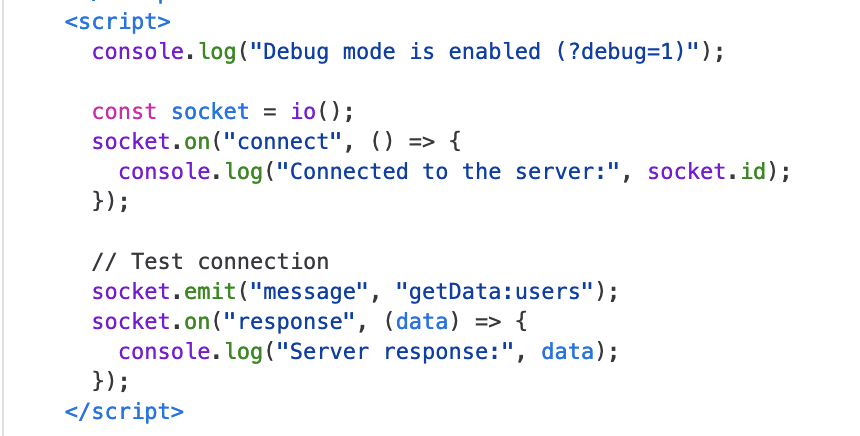 <script>
console.log("Debug mode is enabled (?debug=1)");
const socket = io();
socket.on("connect", () => {
console.log("Connected to the server:", socket.id);
});
// Test connection
socket.emit("message", "getData:users");
socket.on("response", (data) => {
console.log("Server response:", data);
});
</script>